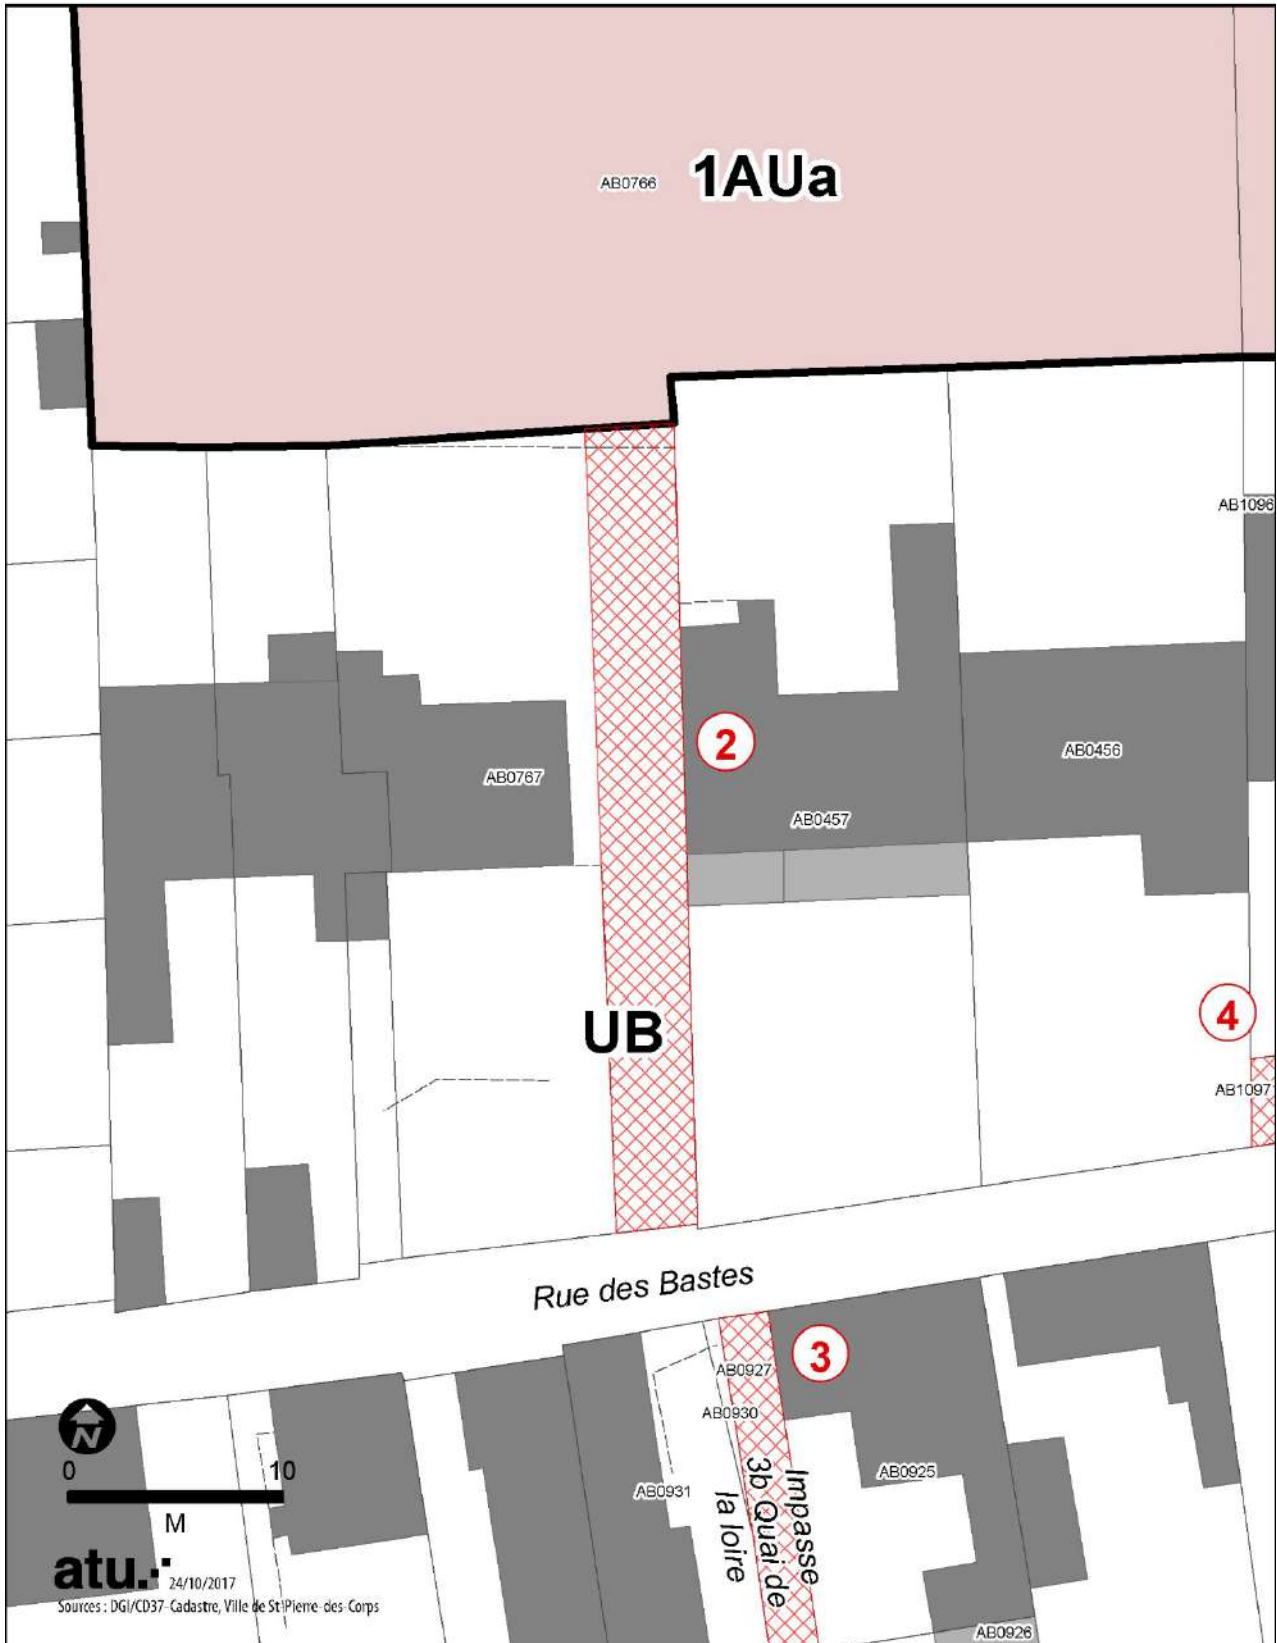 1AUa
AB0766
AB1096
2
AB0456
AB0767
AB0457
4
UB
AB1097
Rue des Bastes
3
AB0927
AB0930
N
0 10
M
AB0931
AB0925
Impasse
3b Quai de
la loire
AB0926
atu.
24/10/2017
Sources : DGI/CD37-Cadastre, Ville de St-Pierre-des-Corps